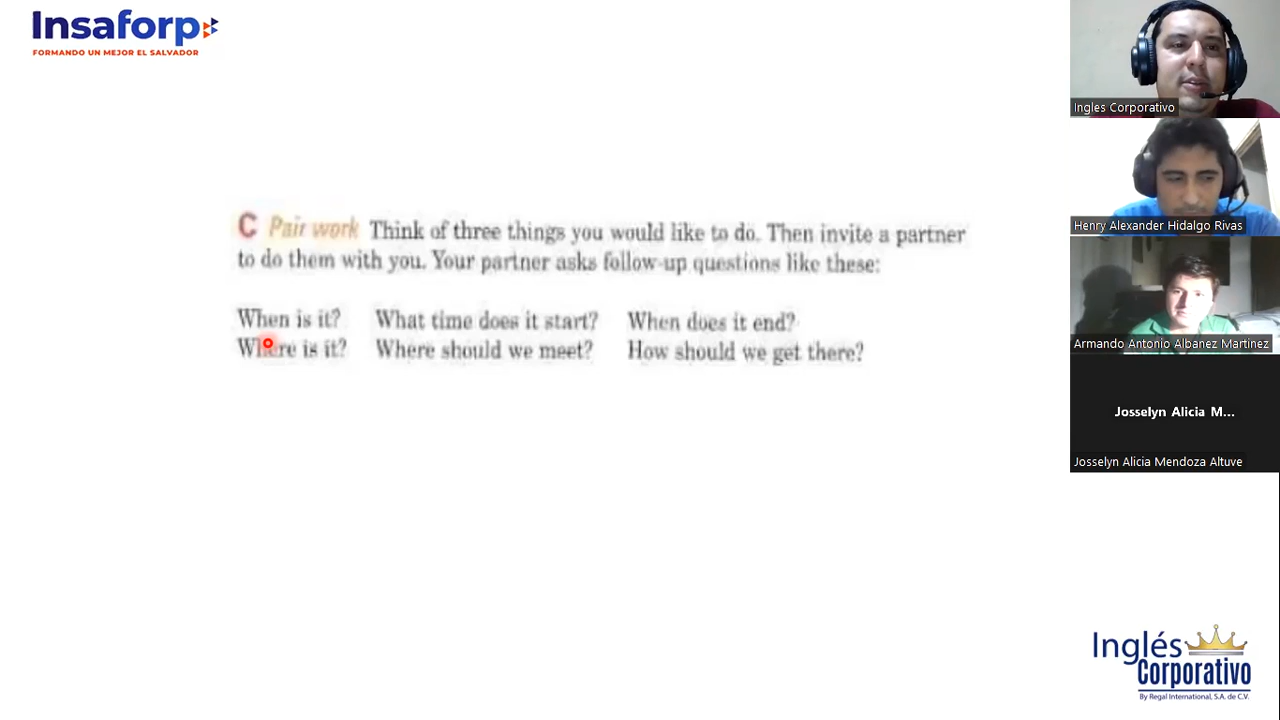 Insaforp
FORMANDO UN MEJOR EL SALVADOR
C Pair work Think of three things you would like to do. Then invite a partner
to do them with you. Your partner asks follow-up questions like these:
When is it? What time does it start? When does it end?
Where is it? Where should we meet? How should we get there?
Ingles Corporativo
Henry Alexander Hidalgo Rivas
Armando Antonio Albanez Martinez
Josselyn Alicia M...
Josselyn Alicia Mendoza Altuve
Inglés
Corporativo
By Regal International, S.A. de C.V.